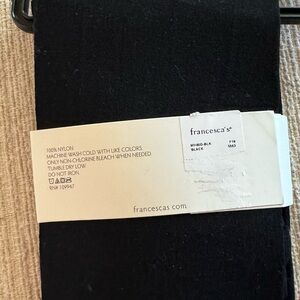 francesca's®
BLACK
100% NYLON
MACHINE WASH COLD WITH LIKE COLORS
ONLY NON-CHLORINE BLEACH WHEN NEEDED
TUMBLE DRY LOW
DO NOT IRON.
RN# 109947
francescas.com